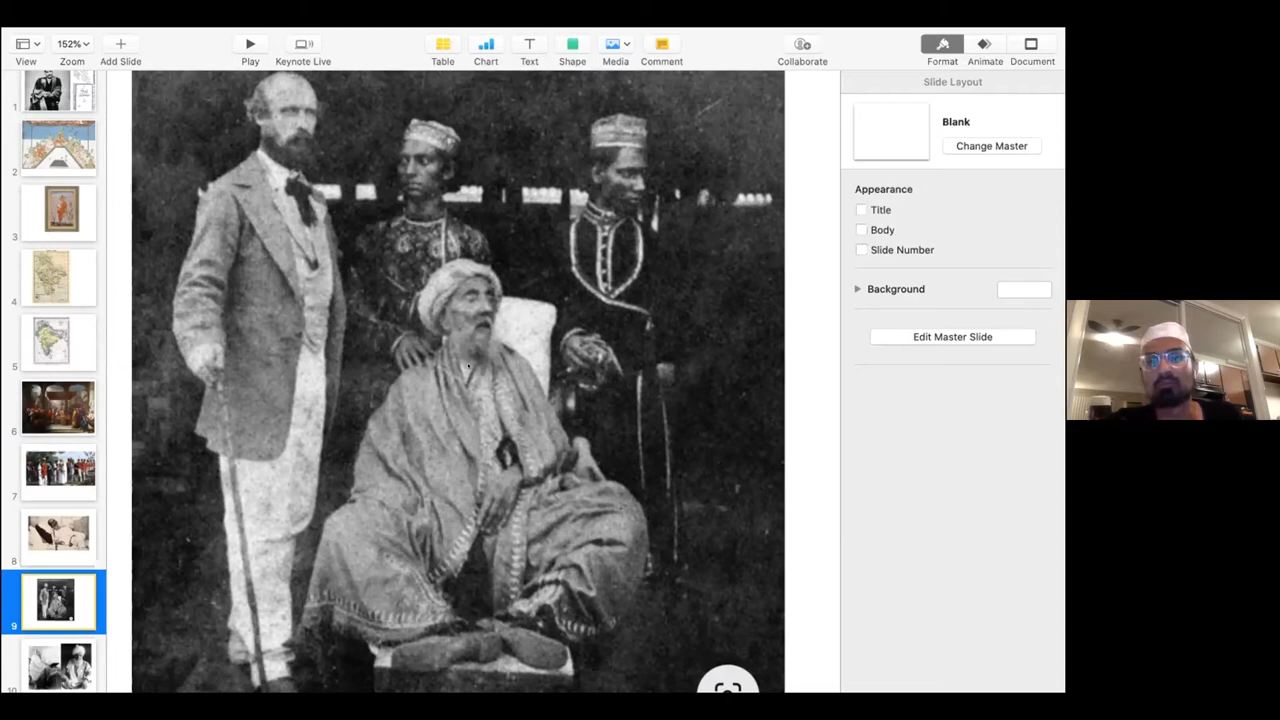 152%
View
Zoom
Add Slide
Play
Keynote Live
Table
Chart
Text
Shape
Media
Comment
Collaborate
Format
Animate
Document
Slide Layout
Blank
Change Master
Appearance
Title
Body
Slide Number
Background
Edit Master Slide
1
2
3
4
5
6
7
8
9
10